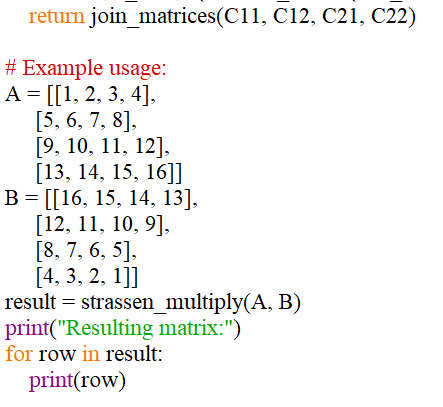 return join_matrices(C11, C12, C21, C22)
# Example usage:
A = [[1, 2, 3, 4],
[5, 6, 7, 8],
[9, 10, 11, 12],
[13, 14, 15, 16]]
B = [[16, 15, 14, 13],
[12, 11, 10, 9],
[8, 7, 6, 5],
[4, 3, 2, 1]]
result = strassen_multiply(A, B)
print("Resulting matrix:")
for row in result:
print(row)